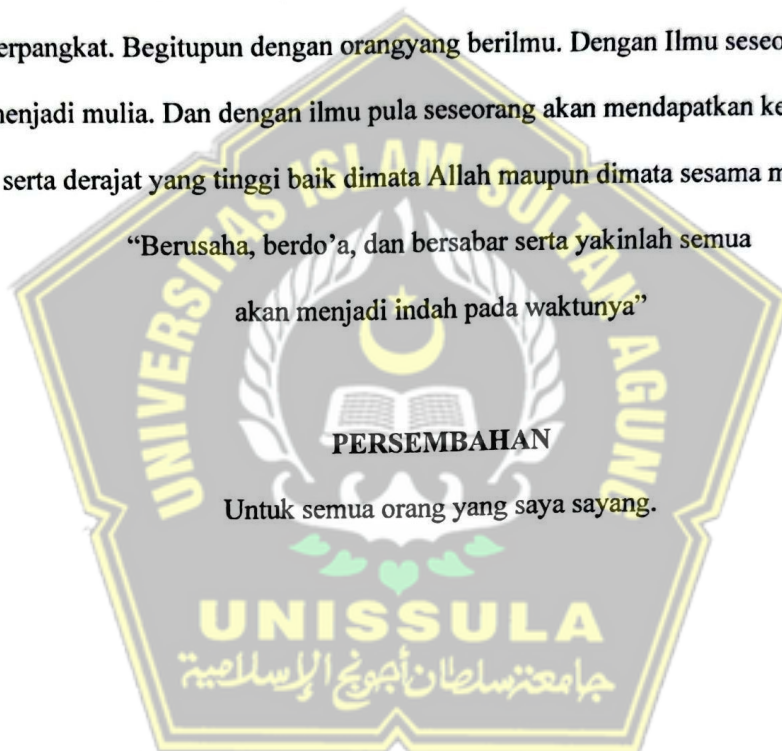 erpangkat. Begitupun dengan orangyang berilmu. Dengan Ilmu seseo
menjadi mulia. Dan dengan ilmu pula seseorang akan mendapatkan ke
serta derajat yang tinggi baik dimata Allah maupun dimata sesama m
“Berusaha, berdo’a, dan bersabar serta yakinlah semua
akan menjadi indah pada waktunya”
UNIVERSITAS ISLAM SULTAN AGUNG
PERSEMBAHAN
Untuk semua orang yang saya sayang.
UNISSULA
جامعة سلطان أجونج الإسلامية